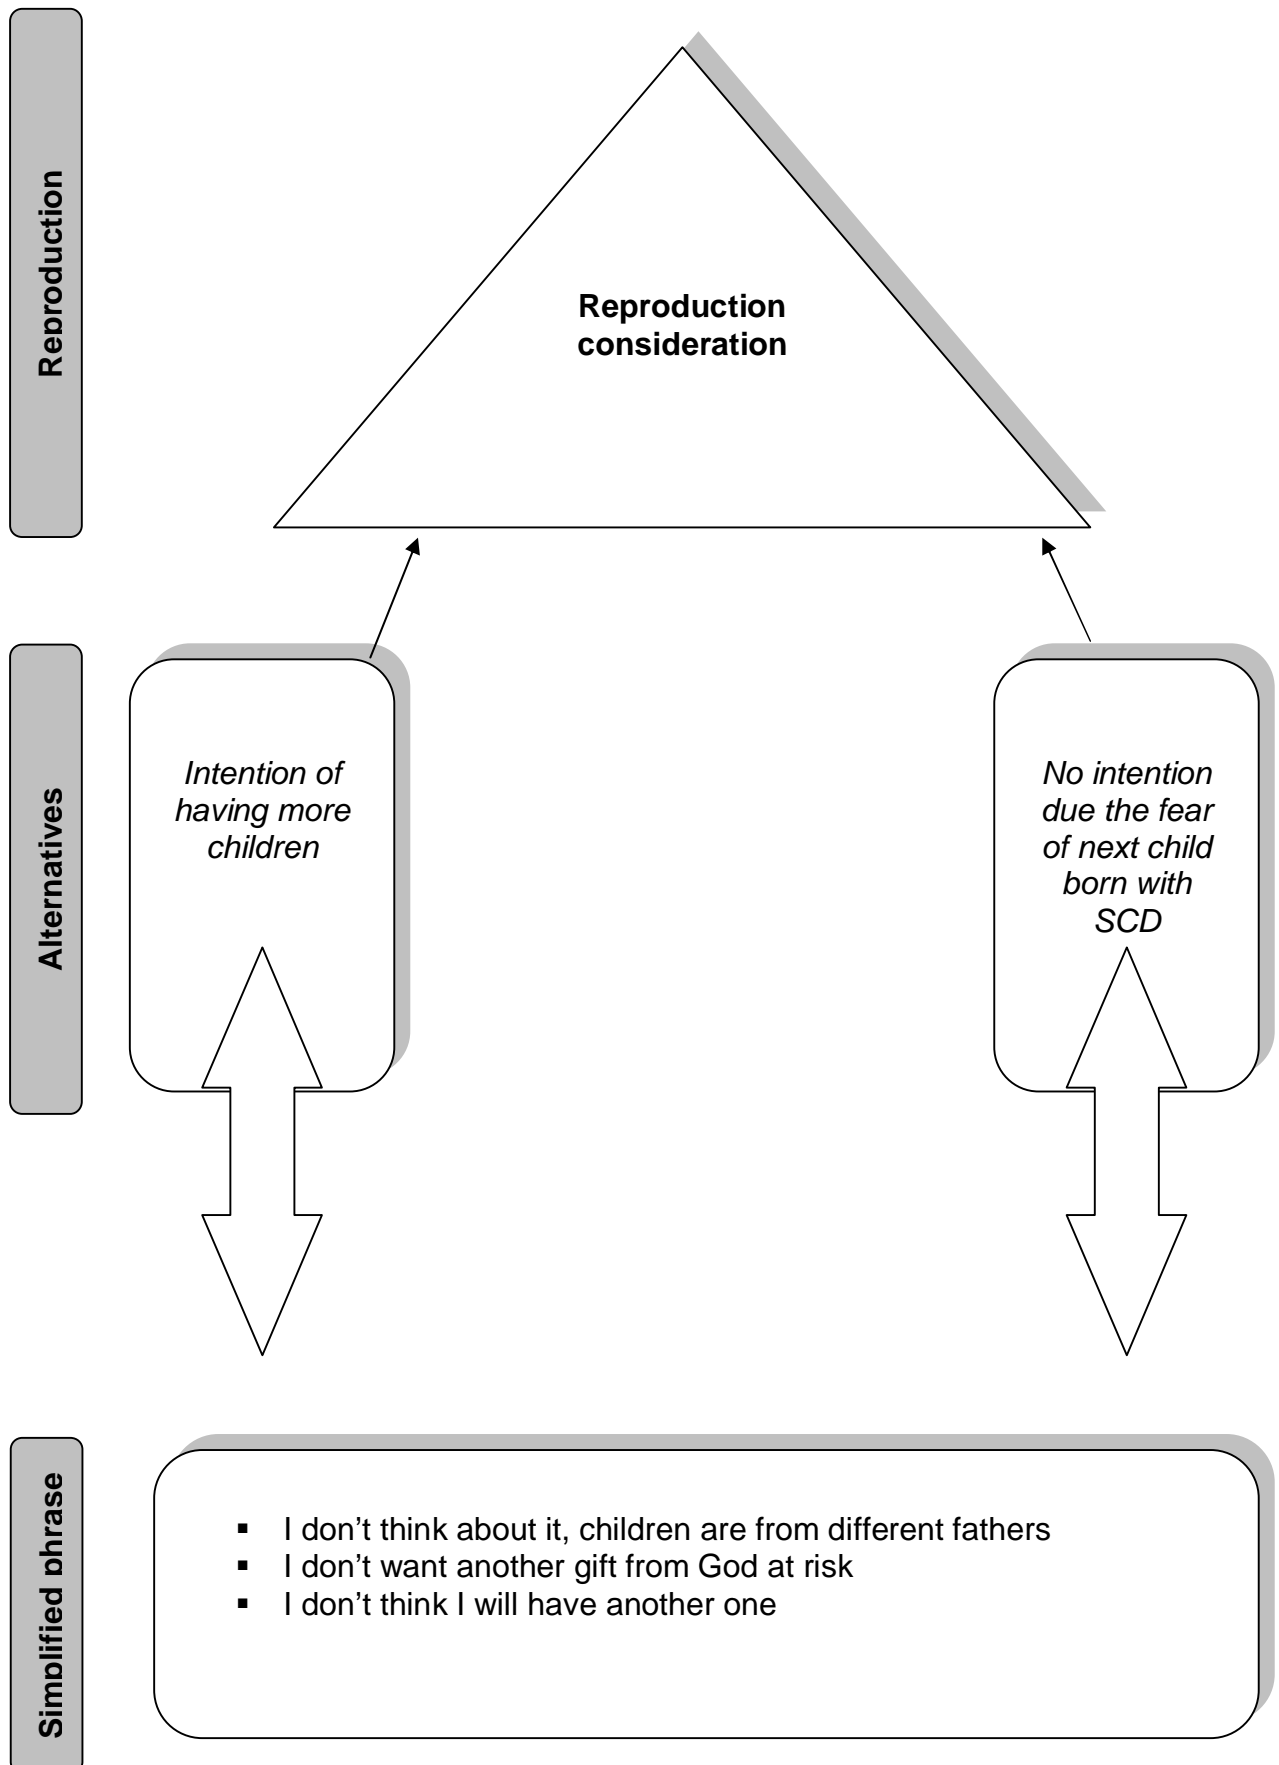 Reproduction
Reproduction
consideration
Alternatives
Intention of
having more
children
No intention
due the fear
of next child
born with
SCD
Simplified phrase
▪ I don't think about it, children are from different fathers
▪ I don't want another gift from God at risk
▪ I don't think I will have another one